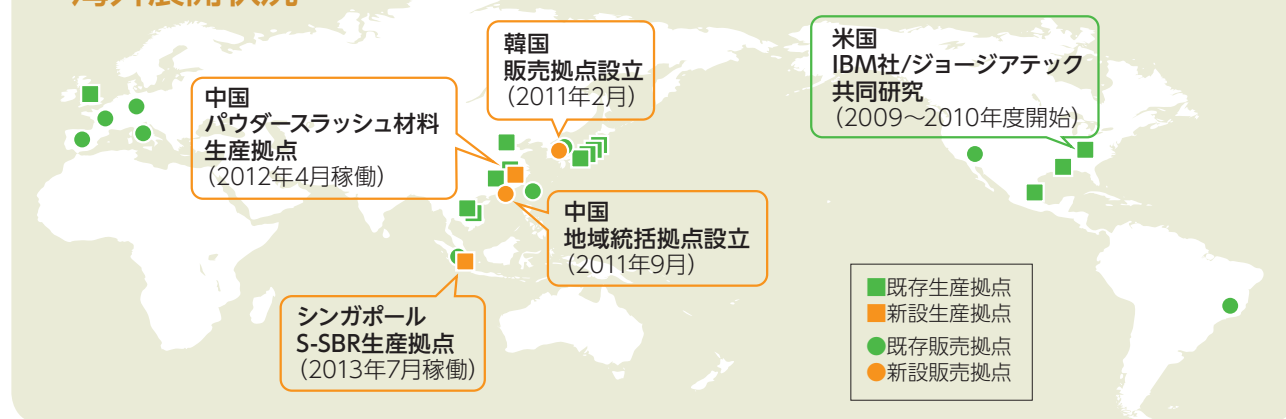 海外展開状況
韓国
販売拠点設立
（2011年2月）
米国
IBM社/ジョージアテック
共同研究
（2009〜2010年度開始）
中国
パウダースラッシュ材料
生産拠点
（2012年4月稼働）
中国
地域統括拠点設立
（2011年9月）
シンガポール
S-SBR生産拠点
（2013年7月稼働）
既存生産拠点
新設生産拠点
既存販売拠点
新設販売拠点